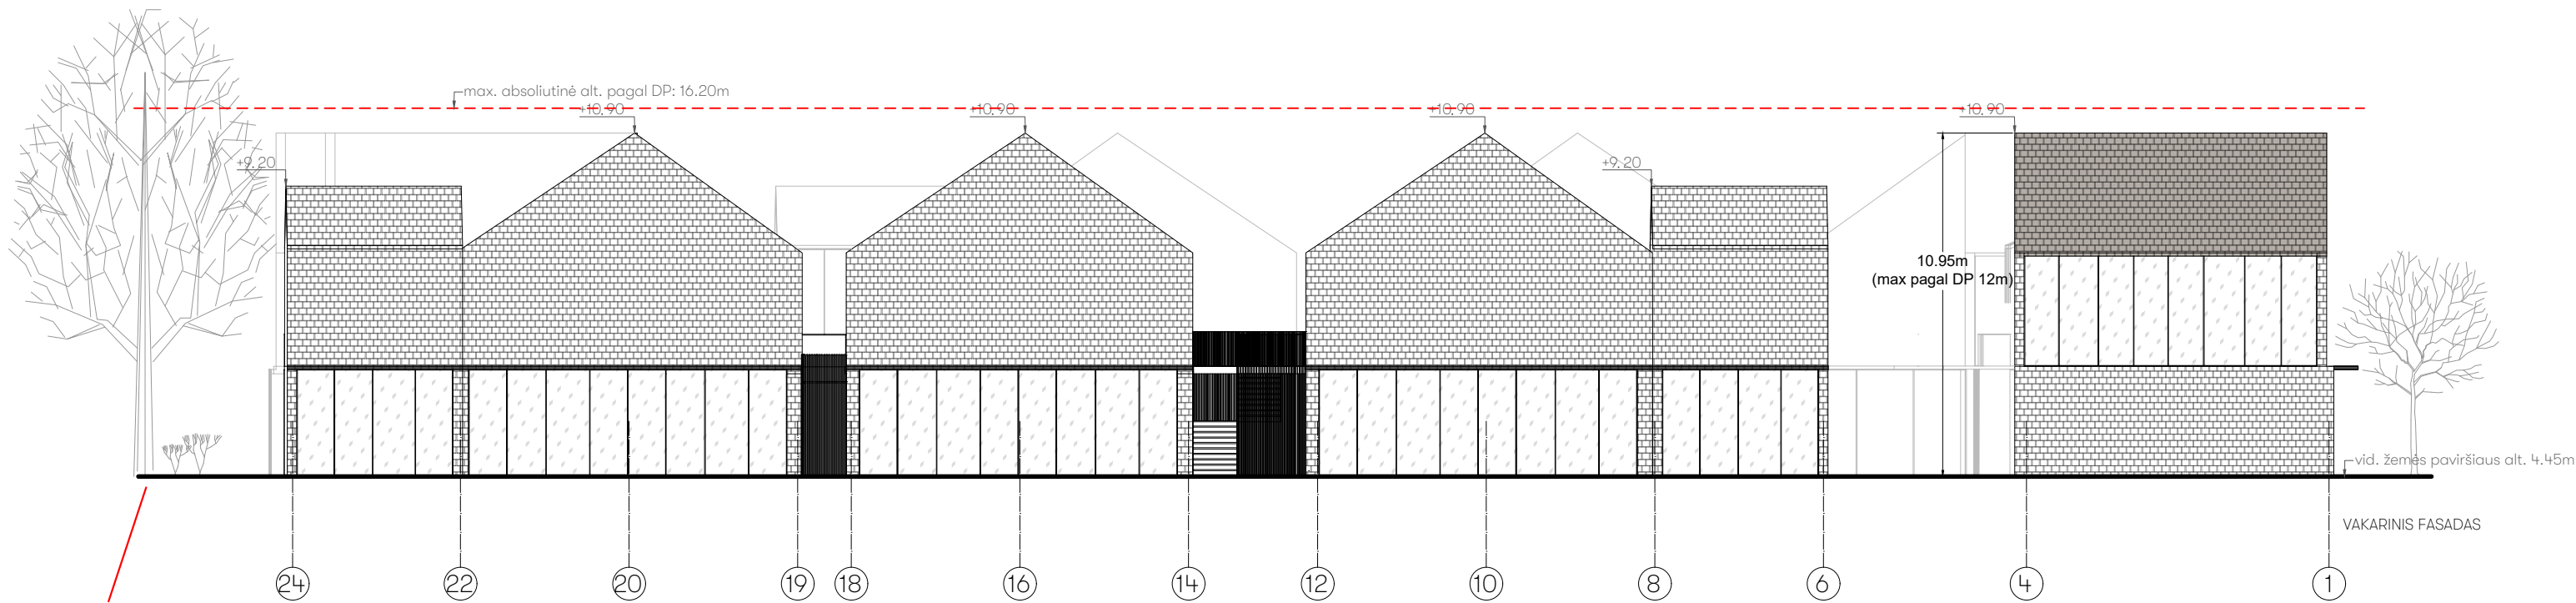 max. absoliutinė alt. pagal DP: 16.20m
+10.90
+10.90
+10.90
+10.90
+9.20
+9.20
10.95m
(max pagal DP 12m)
vid. žemės paviršiaus alt. 4.45m
VAKARINIS FASADAS
24 22 20 19 18 16 14 12 10 8 6 4 1